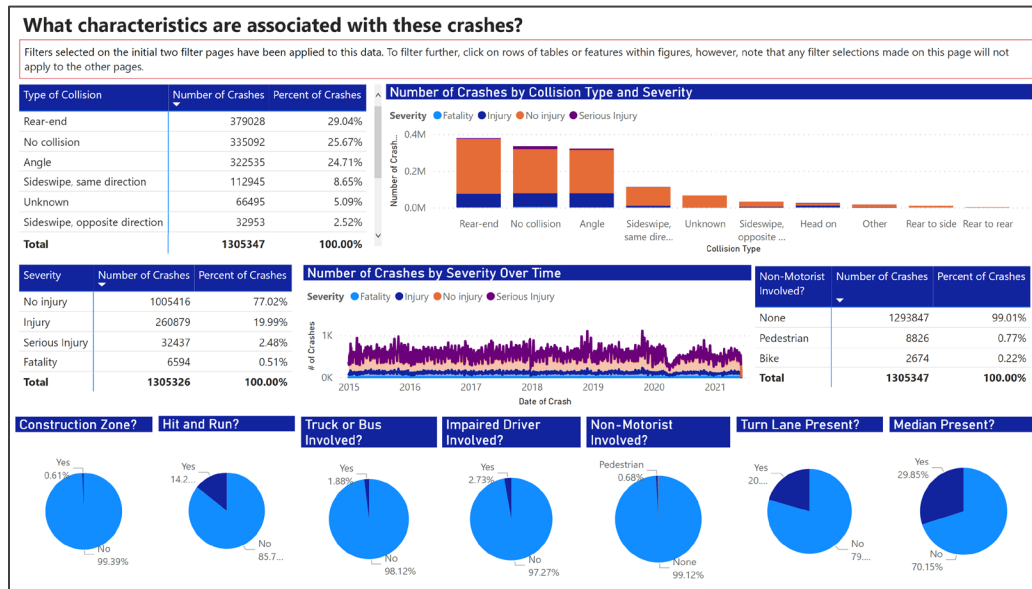 What characteristics are associated with these crashes?
Filters selected on the initial two filter pages have been applied to this data. To filter further, click on rows of tables or features within figures, however, note that any filter selections made on this page will not
apply to the other pages.
Type of Collision Number of Crashes Percent of Crashes
Rear-end 379028 29.04%
No collision 335092 25.67%
Angle 322535 24.71%
Sideswipe, same direction 112945 8.65%
Unknown 66495 5.09%
Sideswipe, opposite direction 32953 2.52%
Total 1305347 100.00%
Number of Crashes by Collision Type and Severity
Severity Fatality Injury No injury Serious Injury
Number of Crash...
0.4M
0.2M
0.0M
Rear-end No collision Angle Sideswipe, Unknown Sideswipe, Head on Other Rear to side Rear to rear
same dire... opposite ...
Collision Type
Severity Number of Crashes Percent of Crashes
No injury 1005416 77.02%
Injury 260879 19.99%
Serious Injury 32437 2.48%
Fatality 6594 0.51%
Total 1305326 100.00%
Number of Crashes by Severity Over Time
Severity Fatality Injury No injury Serious Injury
# of Crashes
1K
0K
2015 2016 2017 2018 2019 2020 2021
Date of Crash
Non-Motorist Number of Crashes Percent of Crashes
Involved?
None 1293847 99.01%
Pedestrian 8826 0.77%
Bike 2674 0.22%
Total 1305347 100.00%
Construction Zone?
Yes
0.61%
No
99.39%
Hit and Run?
Yes
14.2...
No
85.7...
Truck or Bus
Involved?
Yes
1.88%
No
98.12%
Impaired Driver
Involved?
Yes
2.73%
No
97.27%
Non-Motorist
Involved?
Pedestrian
0.68%
None
99.12%
Turn Lane Present?
Yes
20....
No
79....
Median Present?
Yes
29.85%
No
70.15%